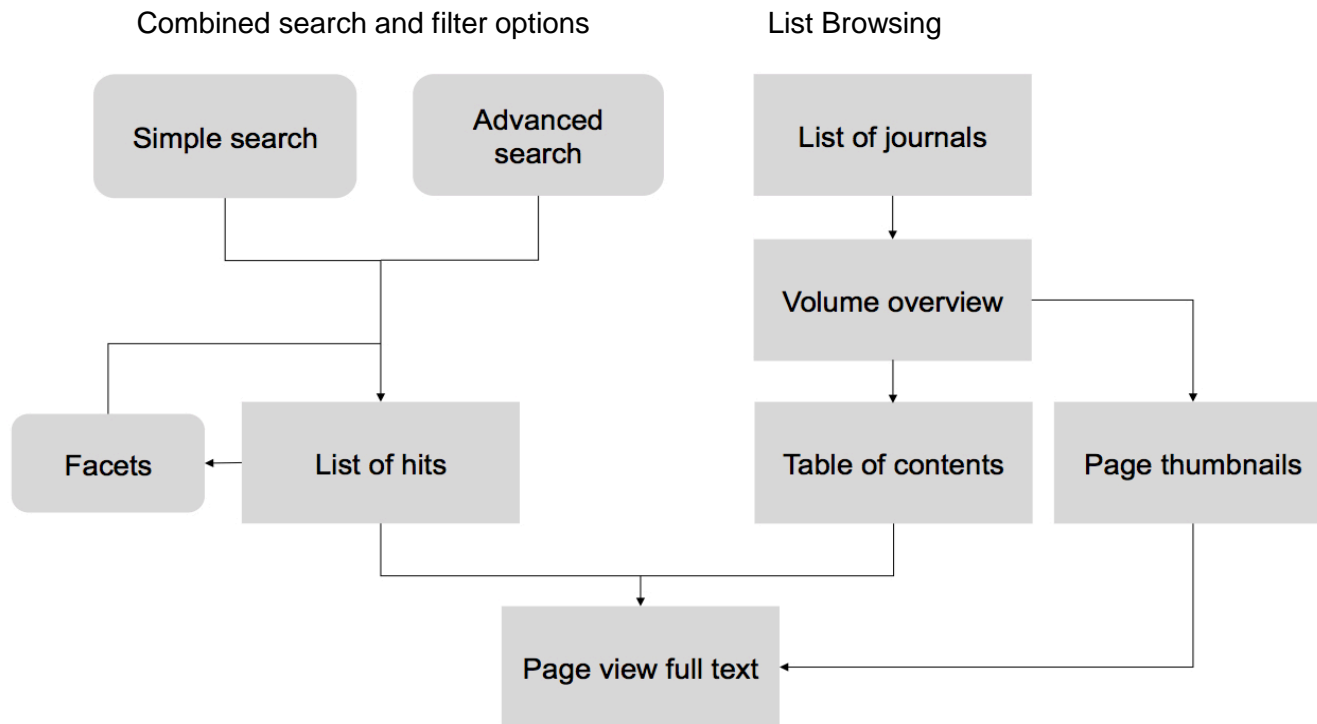 Combined search and filter options
List Browsing
Simple search
Advanced
search
List of journals
Volume overview
Facets
List of hits
Table of contents
Page thumbnails
Page view full text